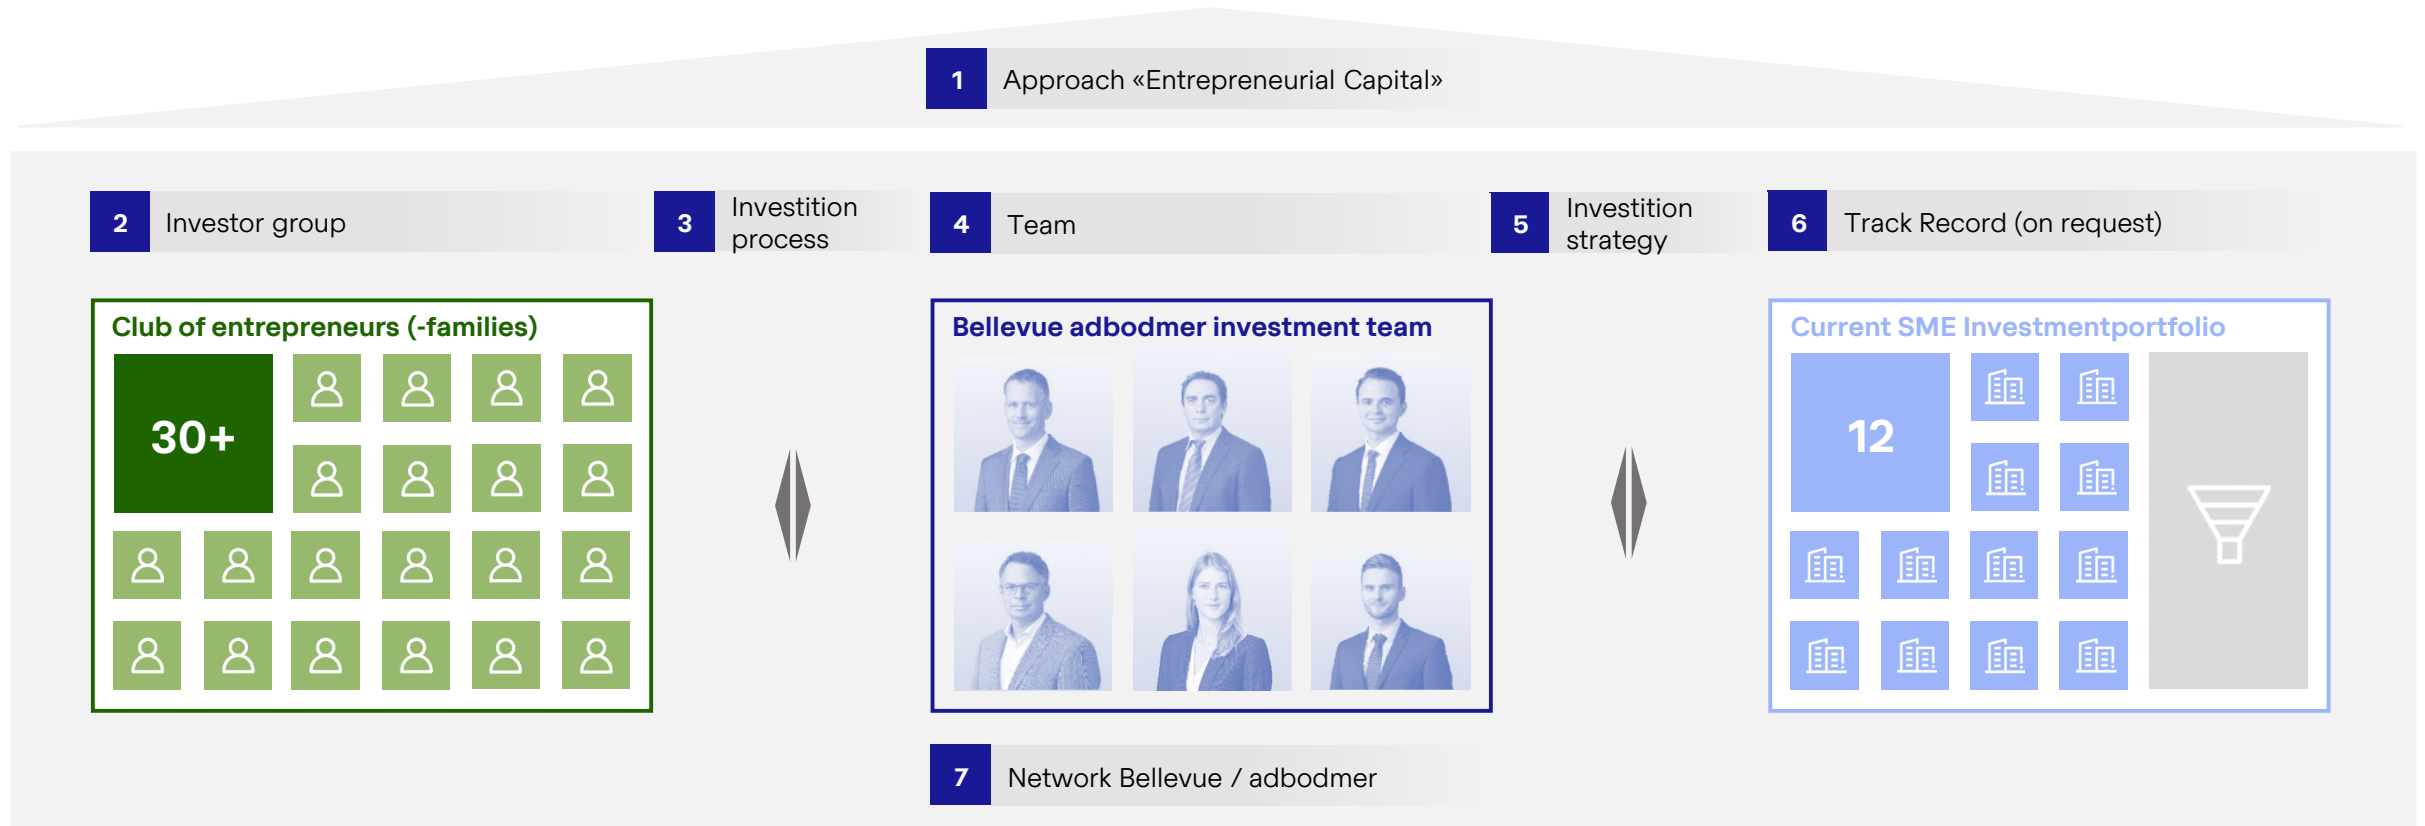 1 Approach «Entrepreneurial Capital»
2 Investor group
3 Investition
process
4 Team
5 Investition
strategy
6 Track Record (on request)
Club of entrepreneurs (-families)
30+
Bellevue adbodmer investment team
Current SME Investmentportfolio
12
7 Network Bellevue / adbodmer